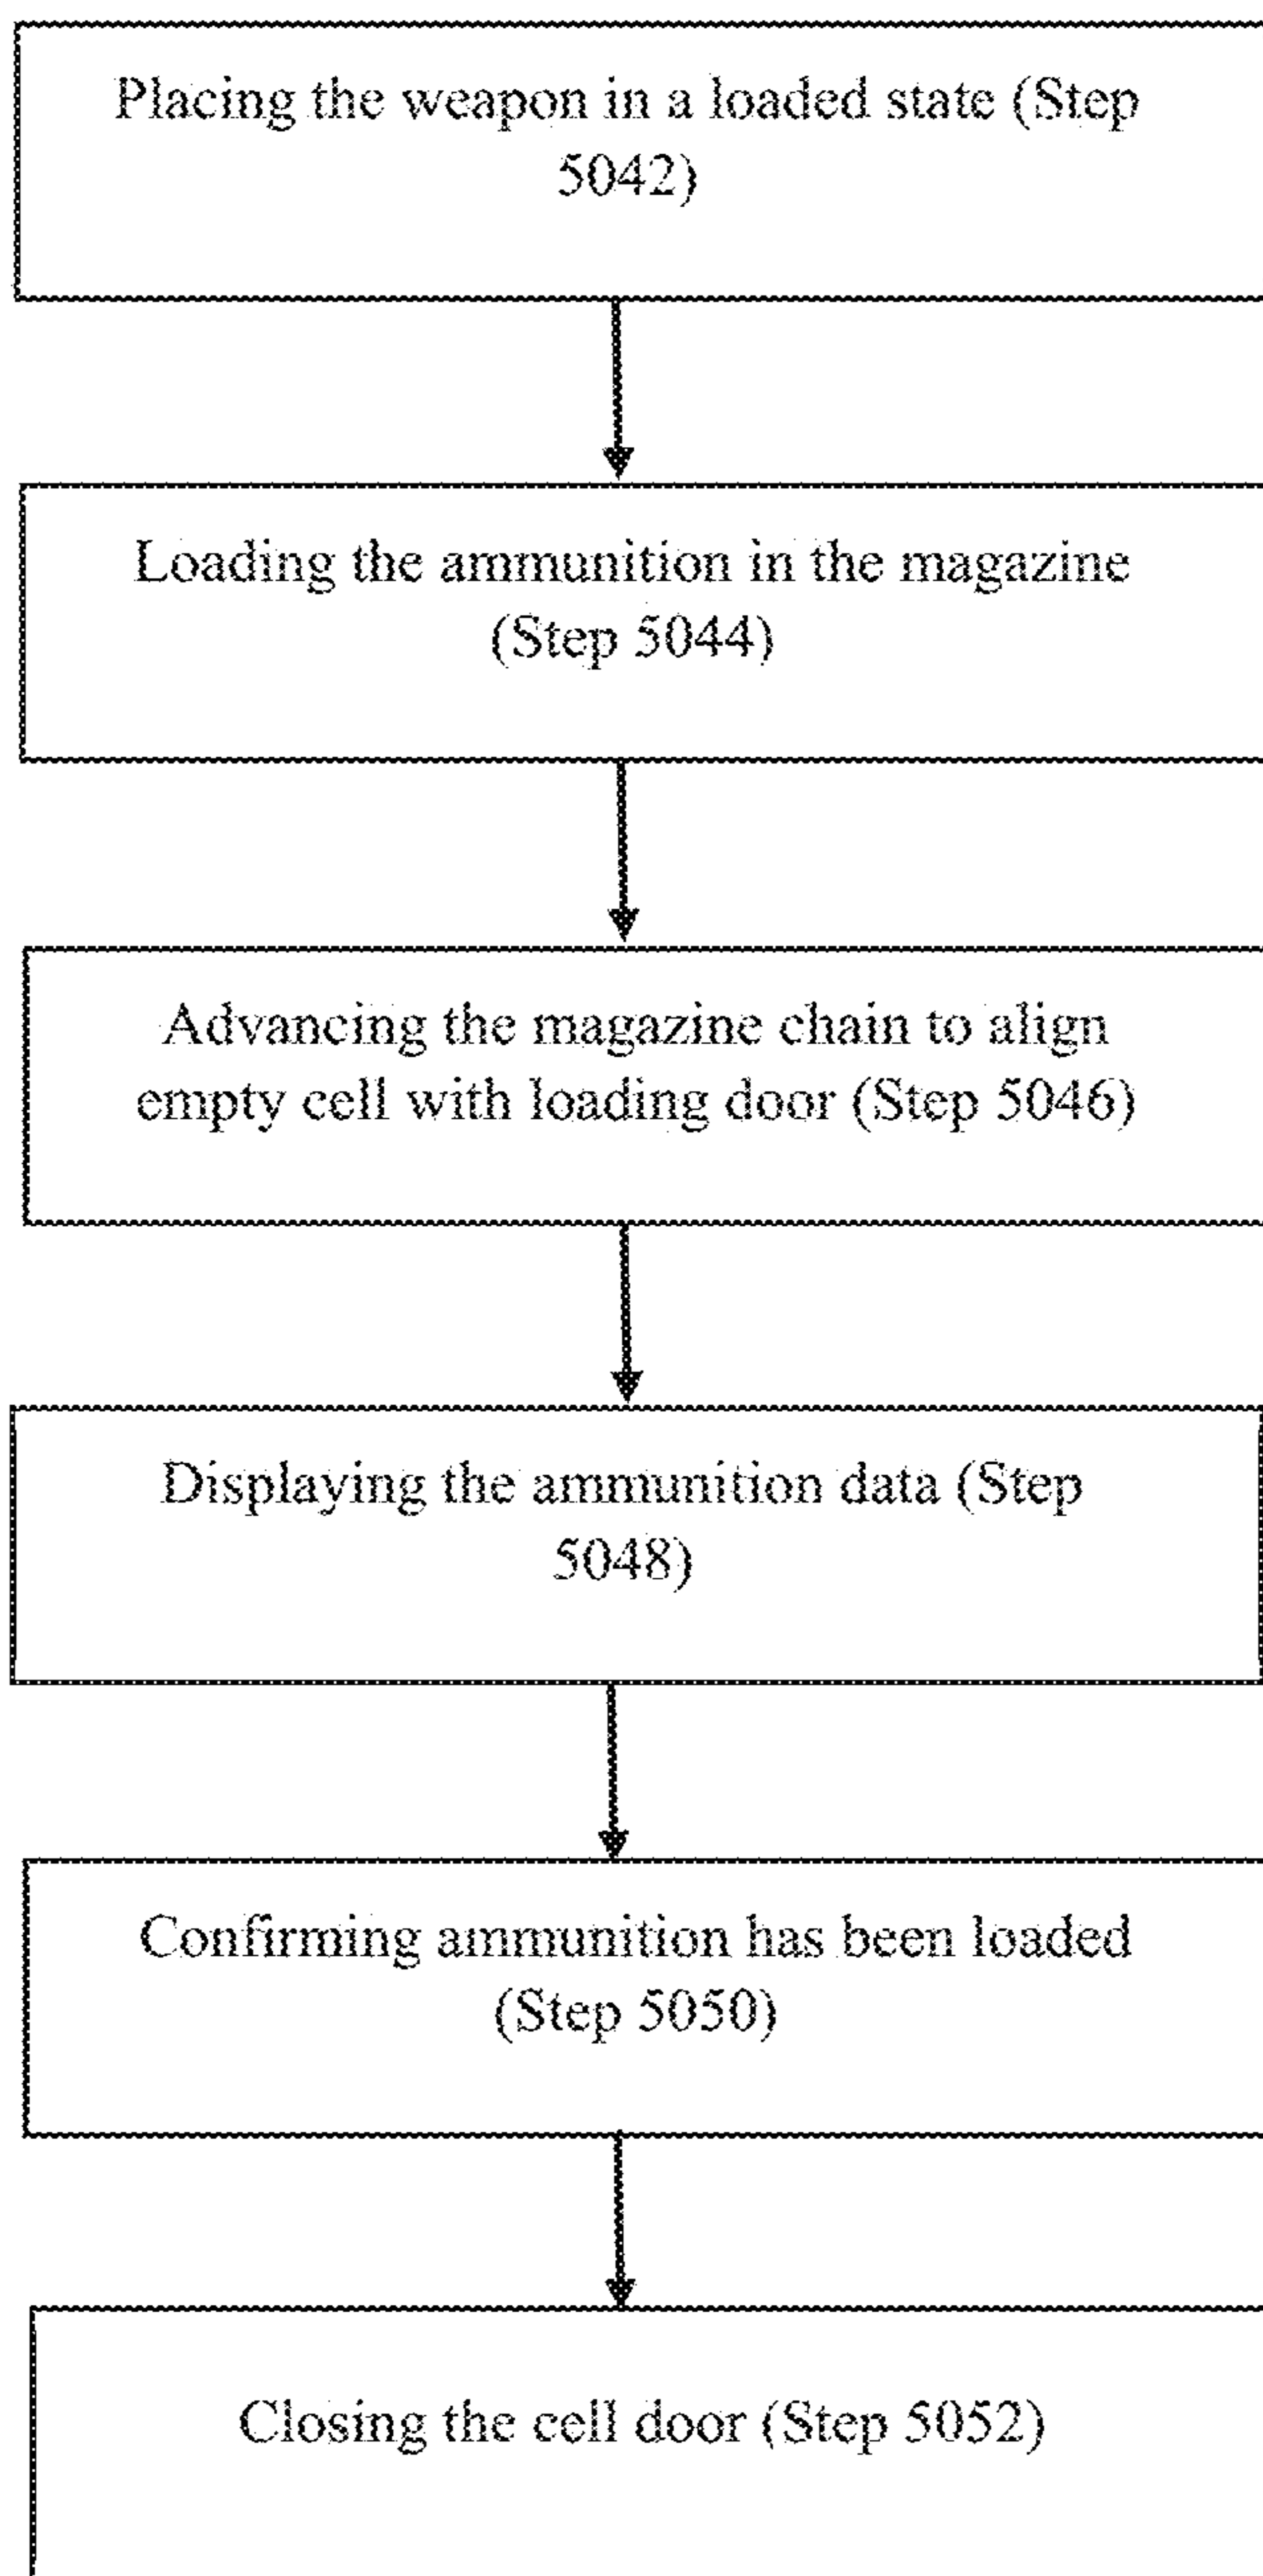 Placing the weapon in a loaded state (Step
5042)
Loading the ammunition in the magazine
(Step 5044)
Advancing the magazine chain to align
empty cell with loading door (Step 5046)
Displaying the ammunition data (Step
5048)
Confirming ammunition has been loaded
(Step 5050)
Closing the cell door (Step 5052)